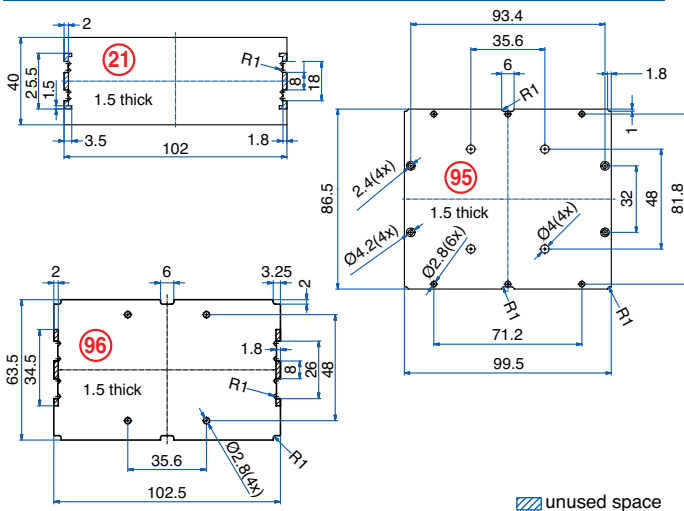 2
21
40
25.5
1.5
1.5 thick
R1
8
18
3.5
102
1.8
93.4
35.6
6
1.8
R1
1
86.5
2.4(4x)
95
1.5 thick
Ø4.2(4x)
Ø2.8(6x)
Ø4(4x)
32
48
81.8
R1
R1
71.2
99.5
2
6
3.25
2
63.5
34.5
96
1.5 thick
1.8
8
26
48
R1
Ø2.8(4x)
R1
35.6
102.5
unused space